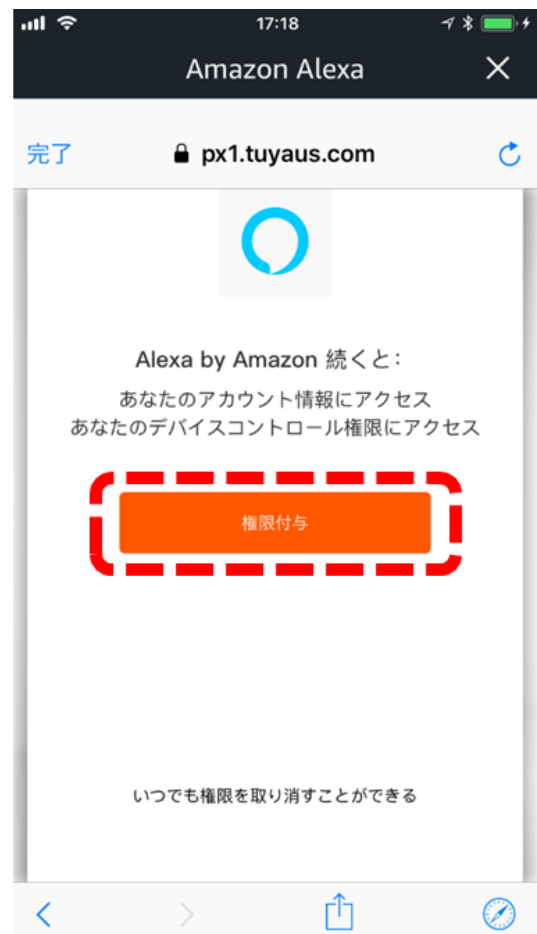 17:18
Amazon Alexa
完了
px1.tuyaus.com
Alexa by Amazon 続くと:
あなたのアカウント情報にアクセス
あなたのデバイスコントロール権限にアクセス
権限付与
いつでも権限を取り消すことができる